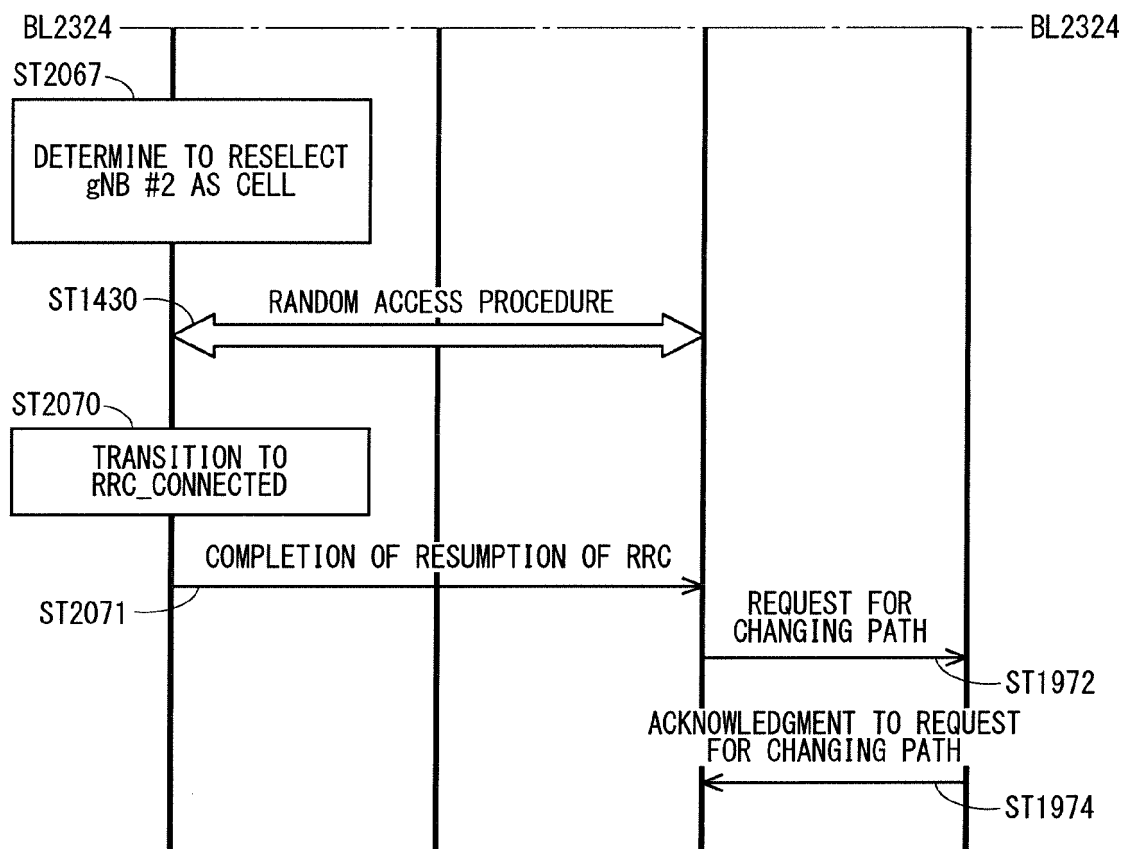 BL2324
BL2324
ST2067
DETERMINE TO RESELECT
gNB #2 AS CELL
ST1430
RANDOM ACCESS PROCEDURE
ST2070
TRANSITION TO
RRC_CONNECTED
COMPLETION OF RESUMPTION OF RRC
ST2071
REQUEST FOR
CHANGING PATH
ST1972
ACKNOWLEDGMENT TO REQUEST
FOR CHANGING PATH
ST1974